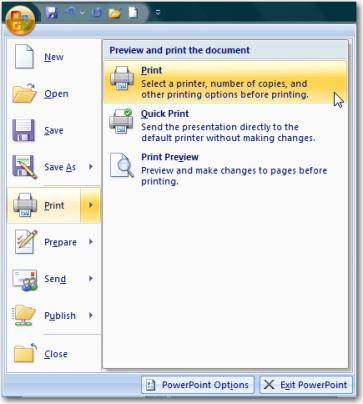 New
Open
Save
Save As
Print
Prepare
Send
Publish
Close
Preview and print the document
Print
Select a printer, number of copies, and
other printing options before printing.
Quick Print
Send the presentation directly to the
default printer without making changes.
Print Preview
Preview and make changes to pages before
printing.
PowerPoint Options
Exit PowerPoint